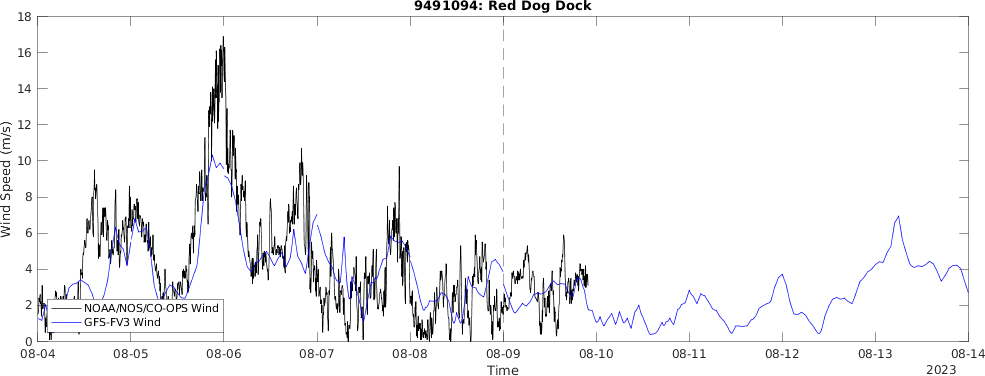 9491094: Red Dog Dock
Wind Speed (m/s)
18
16
14
12
10
8
6
4
2
0
NOAA/NOS/CO-OPS Wind
GFS-FV3 Wind
08-04 08-05 08-06 08-07 08-08 08-09 08-10 08-11 08-12 08-13 08-14
Time
2023